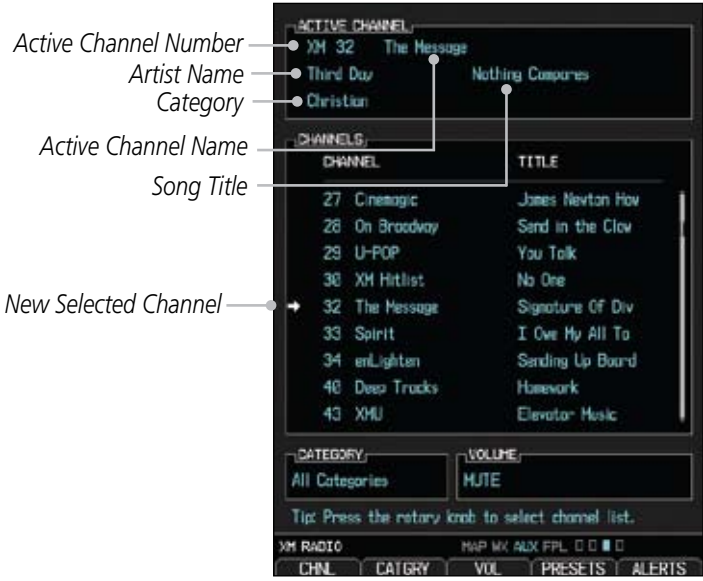 ACTIVE CHANNEL
Active Channel Number
XM 32 The Message
Artist Name
Third Day Nothing Compares
Category
Christian
Active Channel Name
Song Title
CHANNELS
CHANNEL TITLE
27 Cinemagic James Newton How
28 On Broadway Send in the Clow
29 U-POP You Talk
30 XM Hitlist No One
New Selected Channel
32 The Message Signature Of Div
33 Spirit I Owe My All To
34 enLighten Sending Up Board
40 Deep Tracks Homework
43 XMU Elevator Music
CATEGORY VOLUME
All Categories MUTE
Tip: Press the rotary knob to select channel list.
XM RADIO MAP WX AUX FPL
CHNL CATGRY VOL PRESETS ALERTS